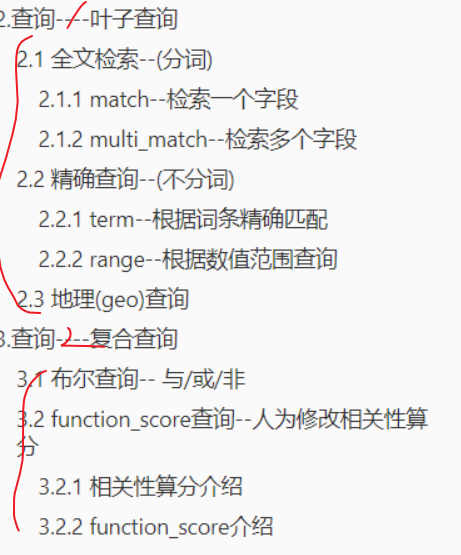 2.查询----叶子查询
2.1 全文检索--(分词)
2.1.1 match--检索一个字段
2.1.2 multi_match--检索多个字段
2.2 精确查询--(不分词)
2.2.1 term--根据词条精确匹配
2.2.2 range--根据数值范围查询
2.3 地理(geo)查询
3.查询----复合查询
3.1 布尔查询-- 与/或/非
3.2 function_score查询--人为修改相关性算
分
3.2.1 相关性算分介绍
3.2.2 function_score介绍